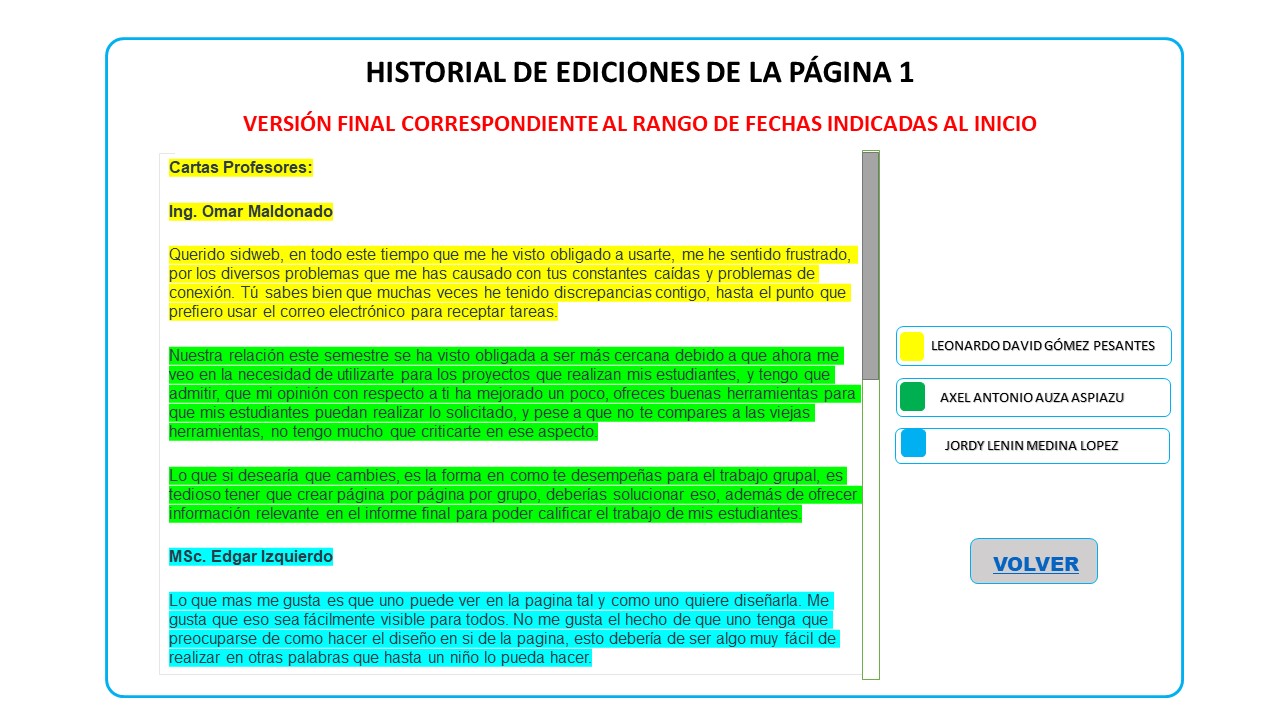 HISTORIAL DE EDICIONES DE LA PÁGINA 1
VERSIÓN FINAL CORRESPONDIENTE AL RANGO DE FECHAS INDICADAS AL INICIO
Cartas Profesores:
Ing. Omar Maldonado
Querido sidweb, en todo este tiempo que me he visto obligado a usarte, me he sentido frustrado,
por los diversos problemas que me has causado con tus constantes caídas y problemas de
conexión. Tú sabes bien que muchas veces he tenido discrepancias contigo, hasta el punto que
prefiero usar el correo electrónico para receptar tareas.
Nuestra relación este semestre se ha visto obligada a ser más cercana debido a que ahora me
veo en la necesidad de utilizarte para los proyectos que realizan mis estudiantes, y tengo que
admitir, que mi opinión con respecto a ti ha mejorado un poco, ofreces buenas herramientas para
que mis estudiantes puedan realizar lo solicitado, y pese a que no te compares a las viejas
herramientas, no tengo mucho que criticarte en ese aspecto.
Lo que si desearía que cambies, es la forma en como te desempeñas para el trabajo grupal, es
tedioso tener que crear página por página por grupo, deberías solucionar eso, además de ofrecer
información relevante en el informe final para poder calificar el trabajo de mis estudiantes.
MSc. Edgar Izquierdo
Lo que mas me gusta es que uno puede ver en la pagina tal y como uno quiere diseñarla. Me
gusta que eso sea fácilmente visible para todos. No me gusta el hecho de que uno tenga que
preocuparse de como hacer el diseño en si de la pagina, esto debería de ser algo muy fácil de
realizar en otras palabras que hasta un niño lo pueda hacer.
LEONARDO DAVID GÓMEZ PESANTES
AXEL ANTONIO AUZA ASPIAZU
JORDY LENIN MEDINA LOPEZ
VOLVER